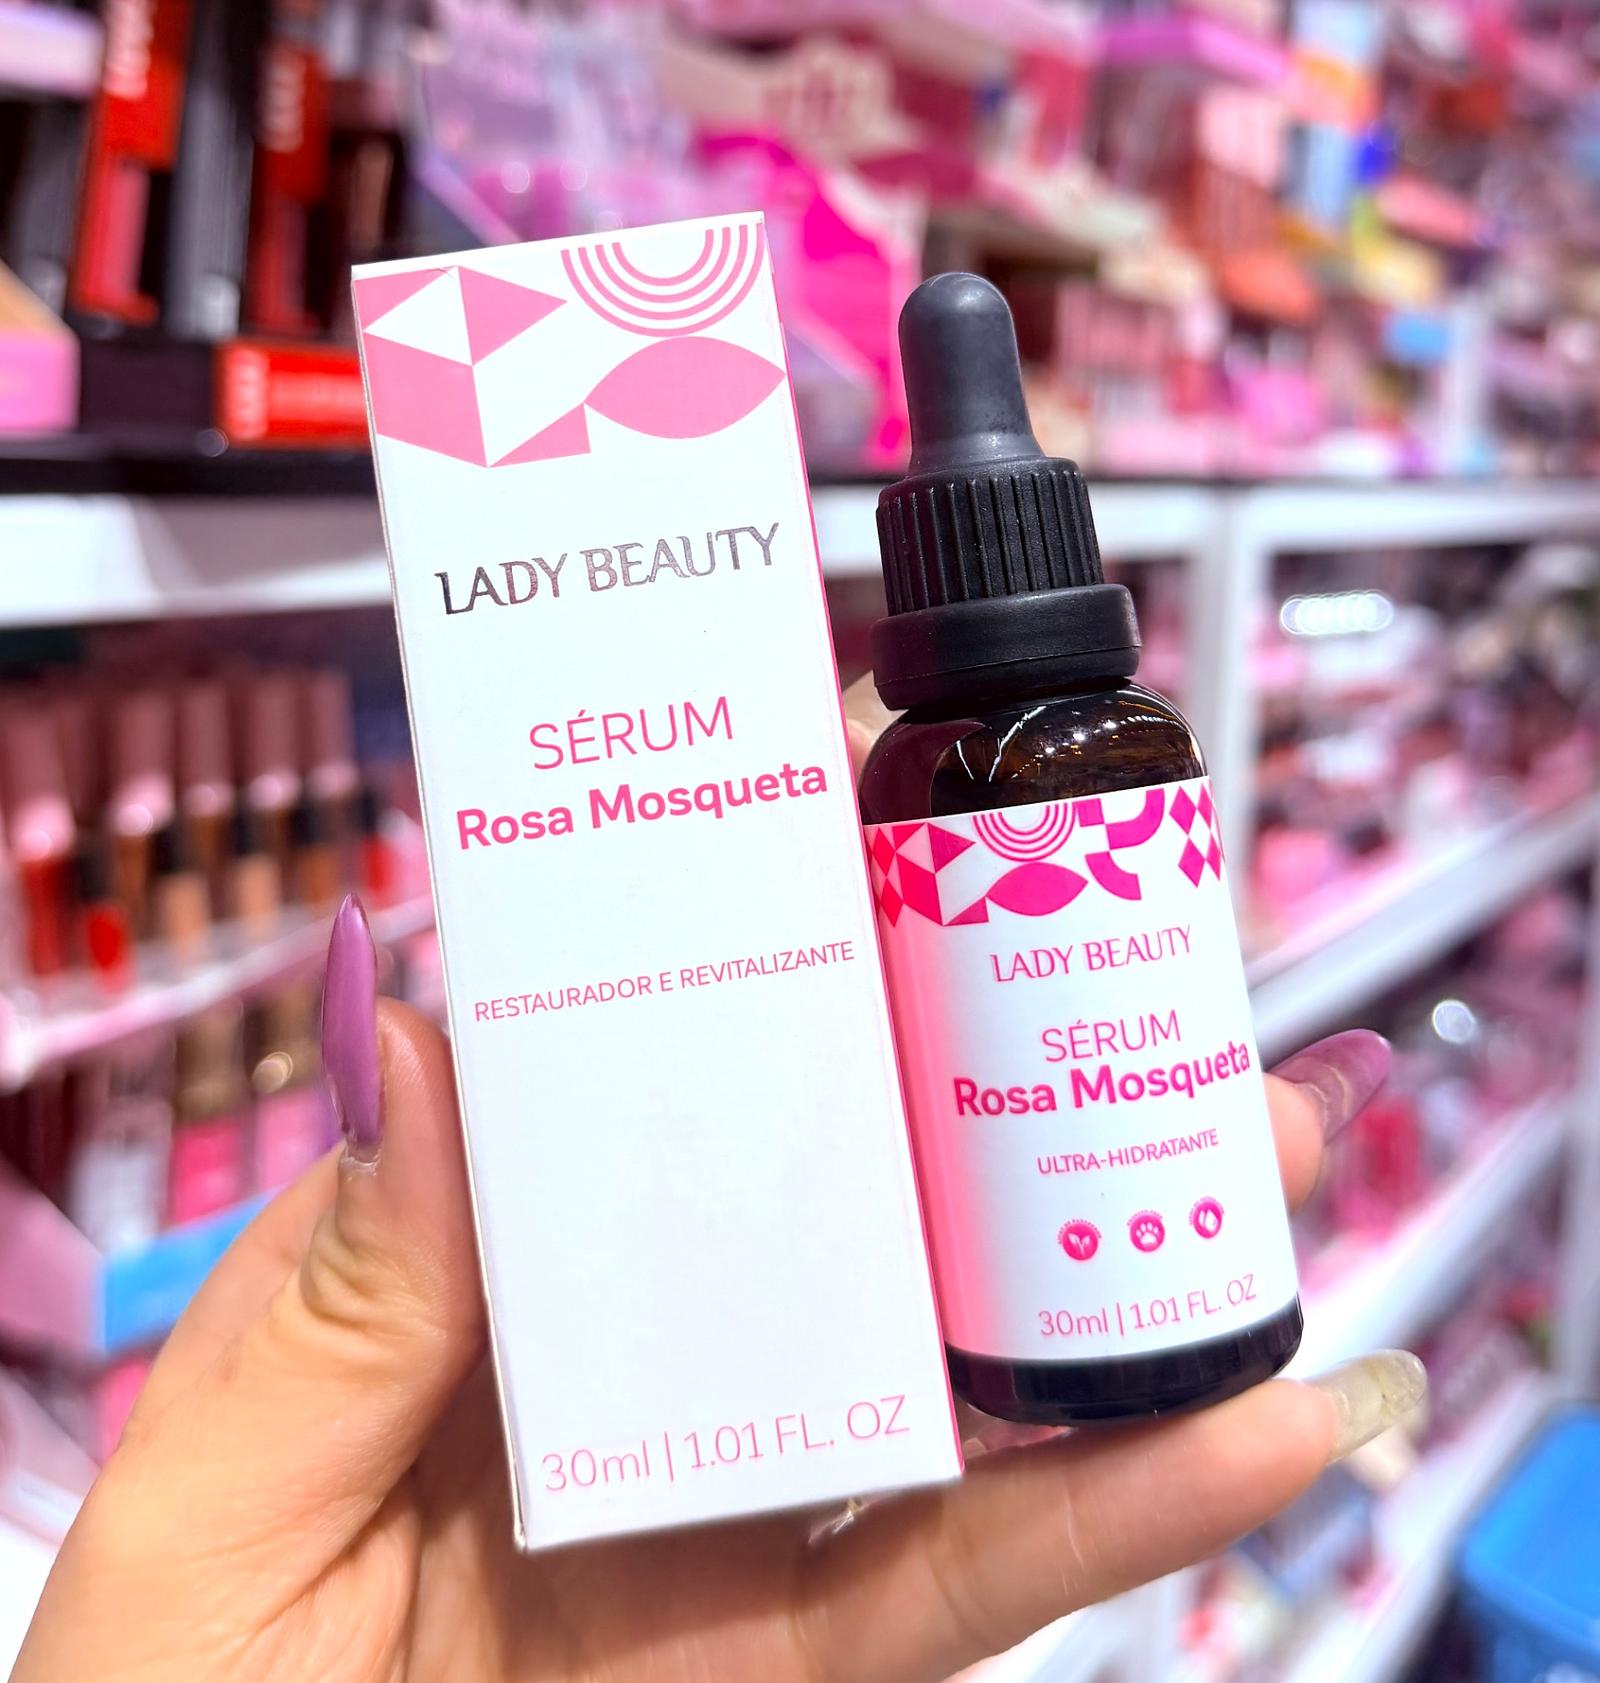 LADY BEAUTY
SÉRUM
Rosa Mosqueta
RESTAURADOR E REVITALIZANTE
30ml | 1.01 FL. OZ
LADY BEAUTY
SÉRUM
Rosa Mosqueta
ULTRA-HIDRATANTE
30ml | 1.01 FL. OZ